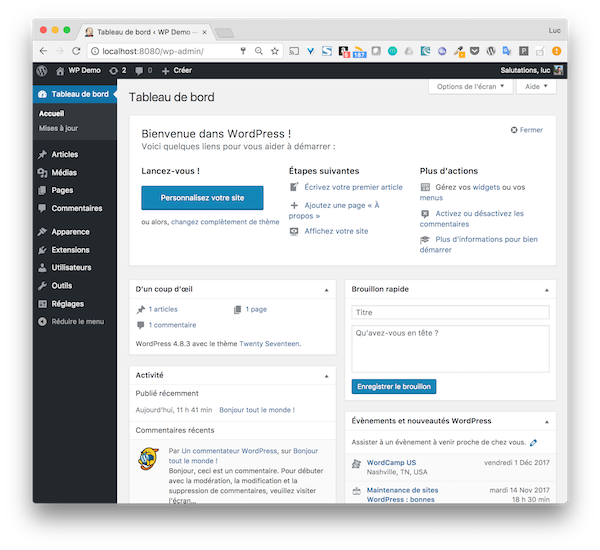 Tableau de bord ‹ WP Demo —
Luc
localhost:8080/wp-admin/
WP Demo
2
0
+ Créer
Salutations, luc
Tableau de bord
Accueil
Mises à jour
Articles
Médias
Pages
Commentaires
Apparence
Extensions
Utilisateurs
Outils
Réglages
Réduire le menu
Options de l'écran
Aide
Tableau de bord
Bienvenue dans WordPress !
Fermer
Voici quelques liens pour vous aider à démarrer :
Lancez-vous !
Personnalisez votre site
ou alors, changez complètement de thème
Étapes suivantes
Écrivez votre premier article
Ajoutez une page « À
propos »
Affichez votre site
Plus d'actions
Gérez vos widgets ou vos
menus
Activez ou désactivez les
commentaires
Plus d'informations pour bien
démarrer
D'un coup d'œil
1 articles
1 page
1 commentaire
WordPress 4.8.3 avec le thème Twenty Seventeen.
Activité
Publié récemment
Aujourd'hui, 11 h 41 min
Bonjour tout le monde !
Commentaires récents
Par Un commentateur WordPress, sur Bonjour
tout le monde !
Bonjour, ceci est un commentaire. Pour débuter
avec la modération, la modification et la
suppression de commentaires, veuillez visiter
l'écran…
Brouillon rapide
Titre
Qu'avez-vous en tête ?
Enregistrer le brouillon
Évènements et nouveautés WordPress
Assister à un évènement à venir proche de chez vous.
WordCamp US
vendredi 1 Déc 2017
Nashville, TN, USA
Maintenance de sites
mardi 14 Nov 2017
WordPress : bonnes
18 h 30 min